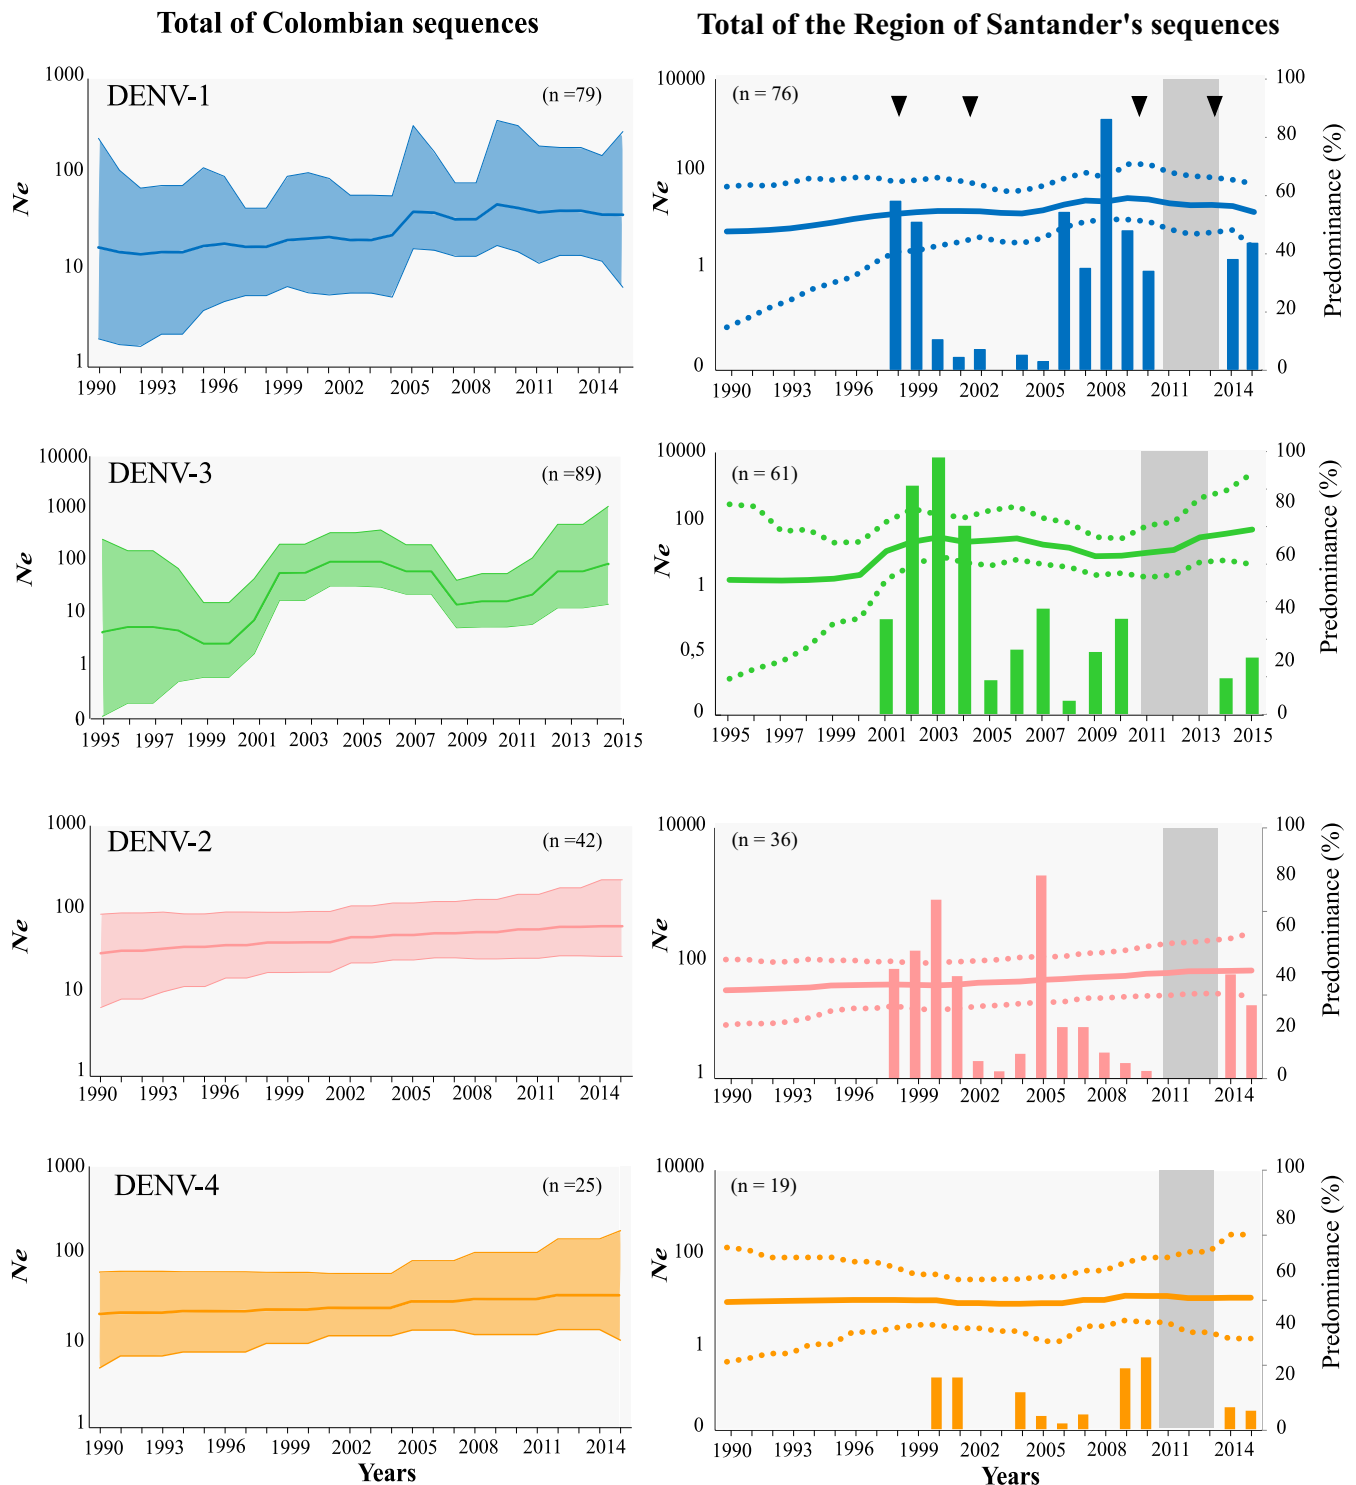 Total of Colombian sequences
Total of the Region of Santander's sequences
DENV-1
(n =79)
Ne
1000
100
10
1
1990 1993 1996 1999 2002 2005 2008 2011 2014
(n = 76)
Ne
10000
100
1
0
100
80
60
40
20
0
Predominance (%)
1990 1993 1996 1999 2002 2005 2008 2011 2014
DENV-3
(n =89)
Ne
10000
1000
100
10
1
0
1995 1997 1999 2001 2003 2005 2007 2009 2011 2013 2015
(n = 61)
Ne
10000
100
1
0,5
0
100
80
60
40
20
0
Predominance (%)
1995 1997 1999 2001 2003 2005 2007 2009 2011 2013 2015
DENV-2
(n =42)
Ne
1000
100
10
1
1990 1993 1996 1999 2002 2005 2008 2011 2014
(n = 36)
Ne
10000
100
1
100
80
60
40
20
0
Predominance (%)
1990 1993 1996 1999 2002 2005 2008 2011 2014
DENV-4
(n =25)
Ne
1000
100
10
1
1990 1993 1996 1999 2002 2005 2008 2011 2014
Years
(n = 19)
Ne
10000
100
1
0
100
80
60
40
20
0
Predominance (%)
1990 1993 1996 1999 2002 2005 2008 2011 2014
Years